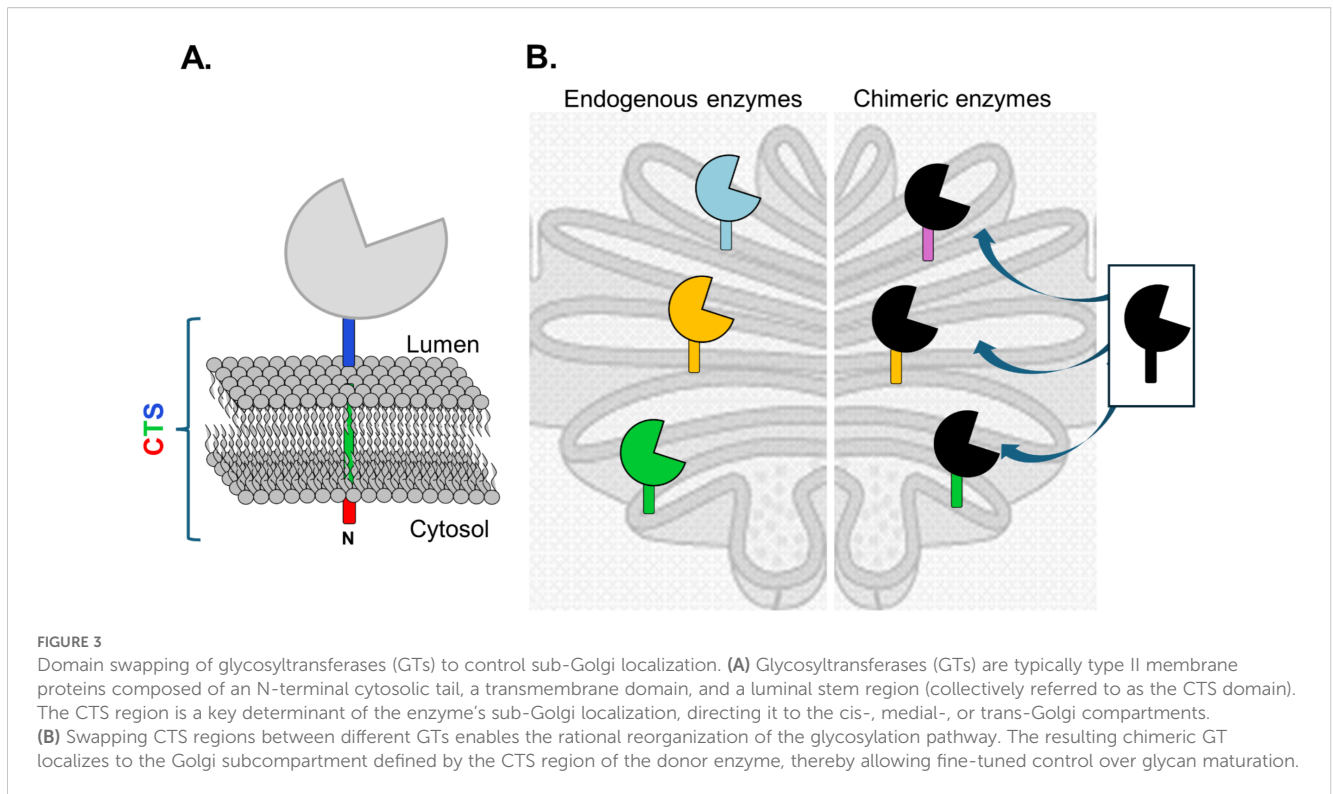 A.
B.
Endogenous enzymes
Chimeric enzymes
Lumen
CTS
Cytosol
N
FIGURE 3
Domain swapping of glycosyltransferases (GTs) to control sub-Golgi localization. (A) Glycosyltransferases (GTs) are typically type II membrane
proteins composed of an N-terminal cytosolic tail, a transmembrane domain, and a luminal stem region (collectively referred to as the CTS domain).
The CTS region is a key determinant of the enzyme's sub-Golgi localization, directing it to the cis-, medial-, or trans-Golgi compartments.
(B) Swapping CTS regions between different GTs enables the rational reorganization of the glycosylation pathway. The resulting chimeric GT
localizes to the Golgi subcompartment defined by the CTS region of the donor enzyme, thereby allowing fine-tuned control over glycan maturation.